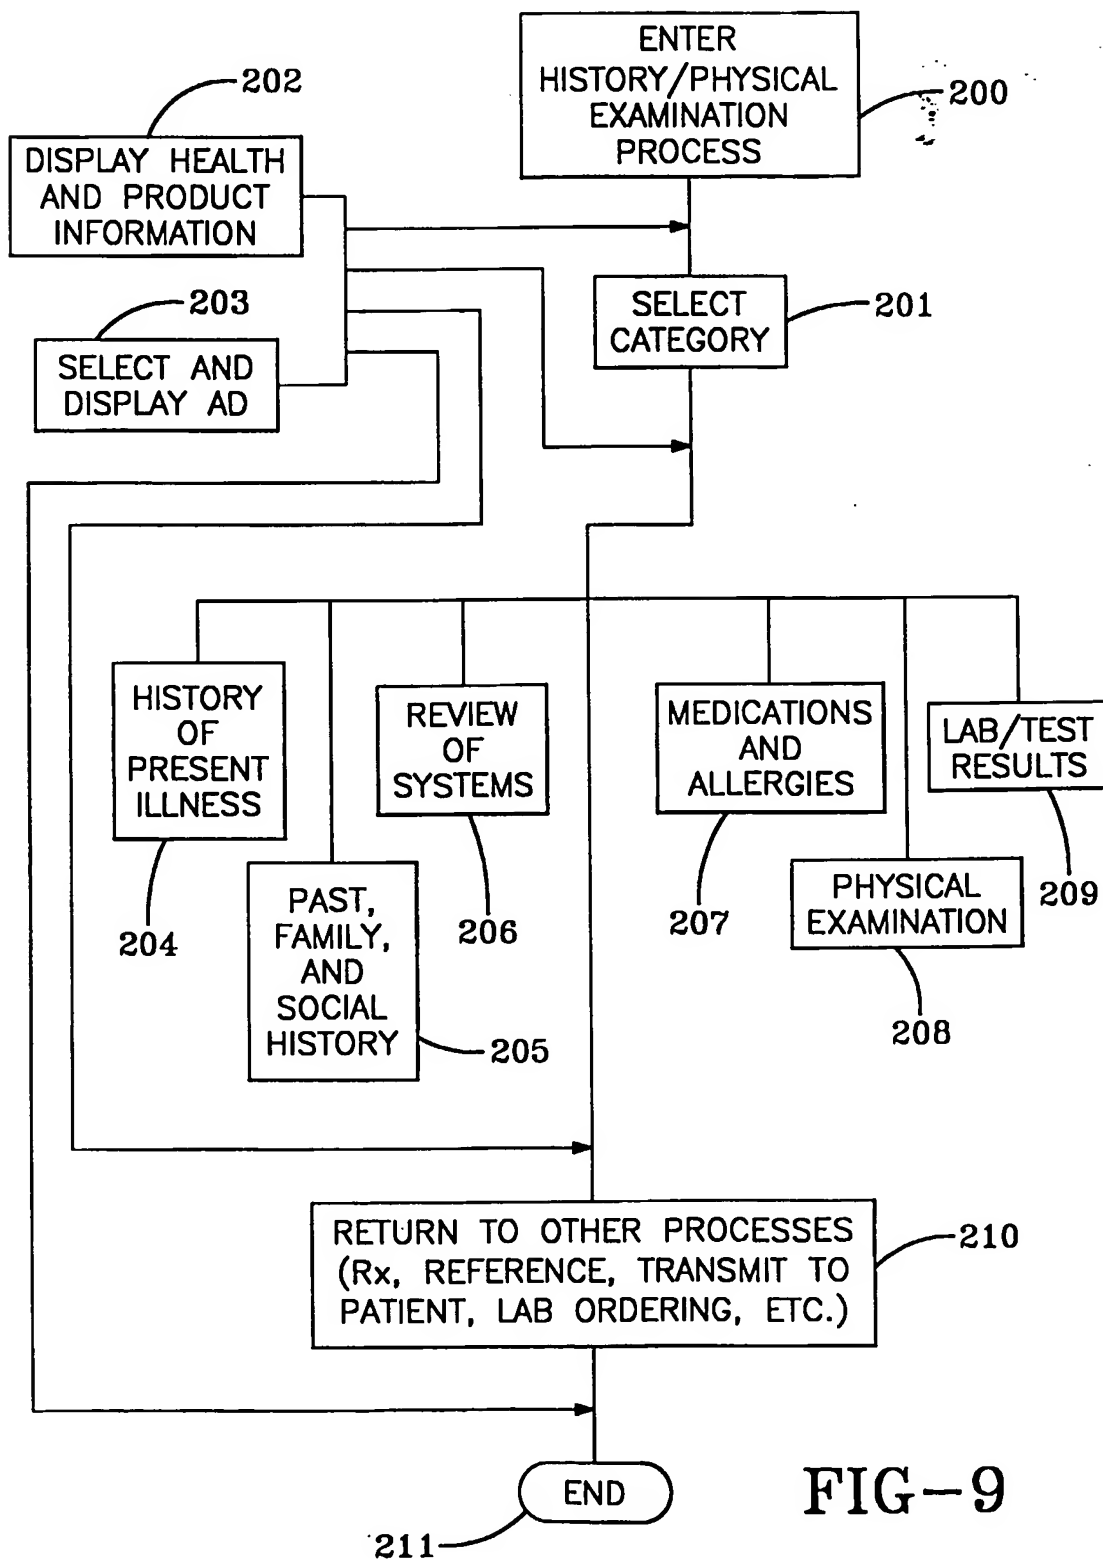 ENTER
HISTORY/PHYSICAL
EXAMINATION
PROCESS
200
202
DISPLAY HEALTH
AND PRODUCT
INFORMATION
203
SELECT AND
DISPLAY AD
SELECT
CATEGORY
201
HISTORY
OF
PRESENT
ILLNESS
204
PAST,
FAMILY,
AND
SOCIAL
HISTORY
205
REVIEW
OF
SYSTEMS
206
MEDICATIONS
AND
ALLERGIES
207
PHYSICAL
EXAMINATION
208
LAB/TEST
RESULTS
209
RETURN TO OTHER PROCESSES
(Rx, REFERENCE, TRANSMIT TO
PATIENT, LAB ORDERING, ETC.)
210
END
211
FIG-9